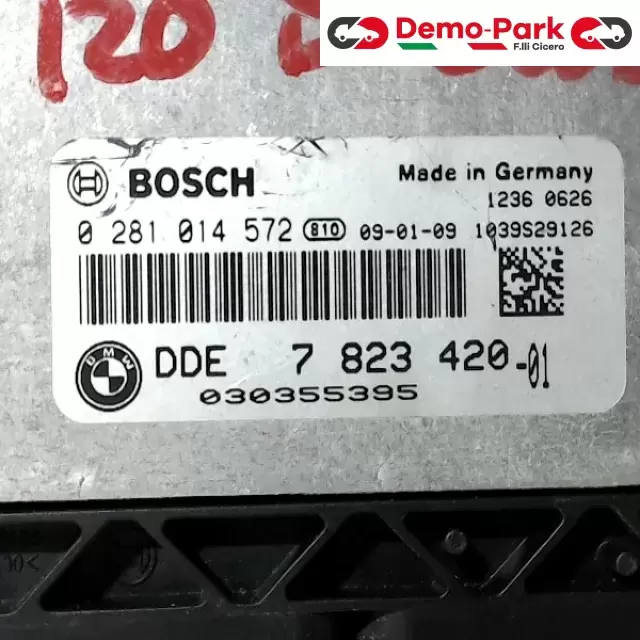 Demo-Park
F.lli Cicero
120
BOSCH
Made in Germany
1236 0626
0 281 014 572 810 09-01-09 1039S29126
BMW
DDE 7 823 420-01
030355395